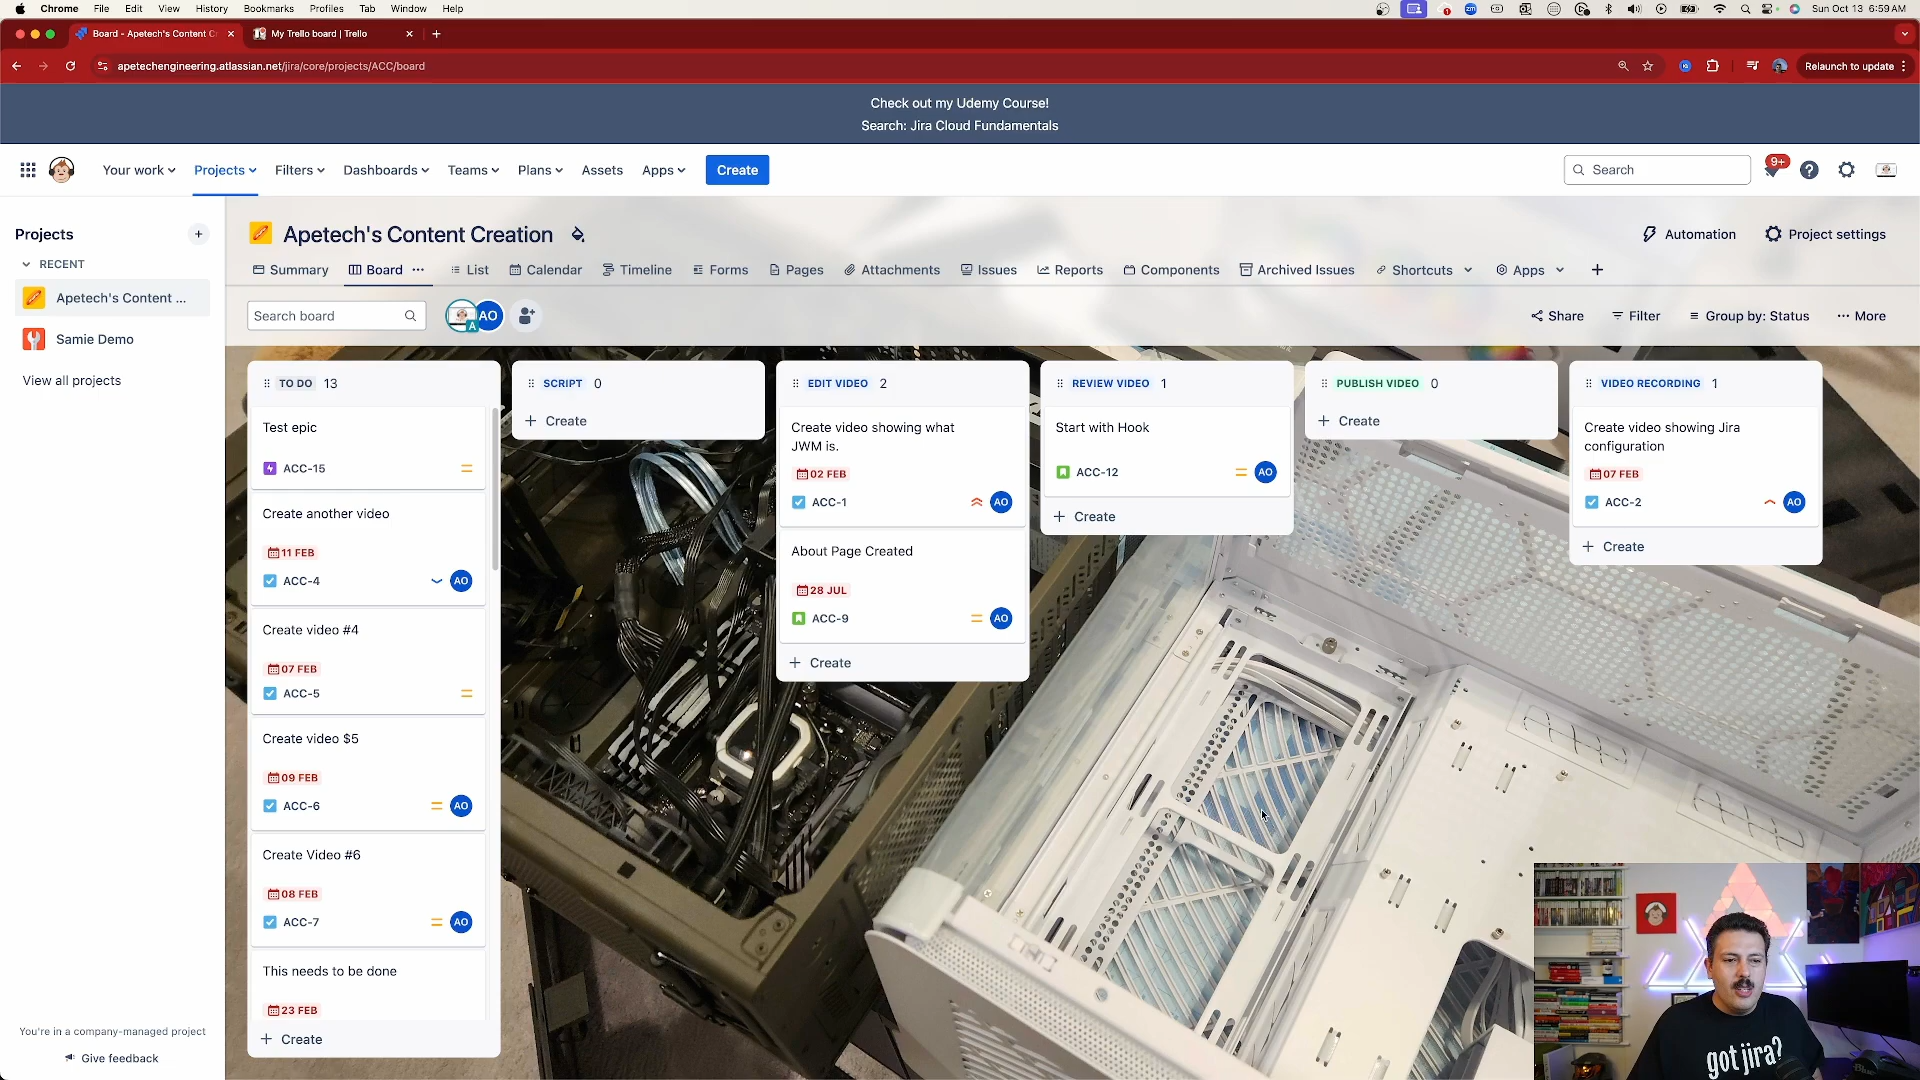 Chrome File Edit View History Bookmarks Profiles Tab Window Help
Sun Oct 13 6:59 AM
Board - Apetech's Content C
My Trello board | Trello
apetechengineering.atlassian.net/jira/core/projects/ACC/board
Relaunch to update
Check out my Udemy Course!
Search: Jira Cloud Fundamentals
Your work Projects Filters Dashboards Teams Plans Assets Apps Create
Search
9+
Projects
RECENT
Apetech's Content ...
Samie Demo
View all projects
You're in a company-managed project
Give feedback
Apetech's Content Creation
Automation
Project settings
Summary Board List Calendar Timeline Forms Pages Attachments Issues Reports Components Archived Issues Shortcuts Apps
Search board
A
AO
Share
Filter
Group by: Status
More
TO DO 13
Test epic
ACC-15
Create another video
11 FEB
ACC-4
AO
Create video #4
07 FEB
ACC-5
Create video $5
09 FEB
ACC-6
AO
Create Video #6
08 FEB
ACC-7
AO
This needs to be done
23 FEB
Create
SCRIPT 0
Create
EDIT VIDEO 2
Create video showing what
JWM is.
02 FEB
ACC-1
AO
About Page Created
28 JUL
ACC-9
AO
Create
REVIEW VIDEO 1
Start with Hook
ACC-12
AO
Create
PUBLISH VIDEO 0
Create
VIDEO RECORDING 1
Create video showing Jira
configuration
07 FEB
ACC-2
AO
Create
got jira?